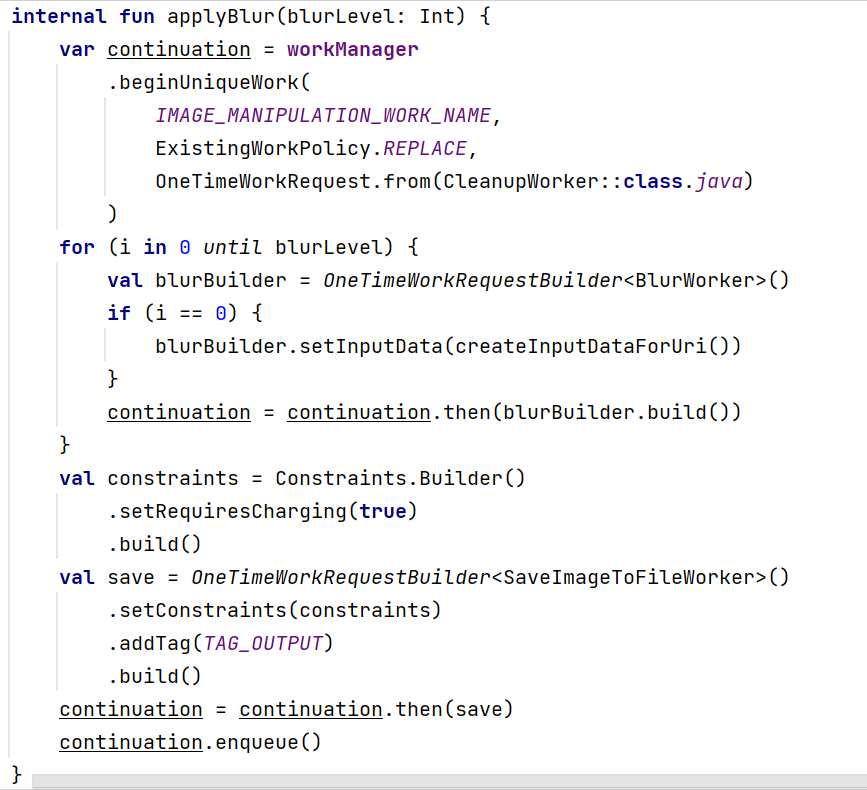 internal fun applyBlur(blurLevel: Int) {
    var continuation = workManager
        .beginUniqueWork(
            IMAGE_MANIPULATION_WORK_NAME,
            ExistingWorkPolicy.REPLACE,
            OneTimeWorkRequest.from(CleanupWorker::class.java)
        )
    for (i in 0 until blurLevel) {
        val blurBuilder = OneTimeWorkRequestBuilder<BlurWorker>()
        if (i == 0) {
            blurBuilder.setInputData(createInputDataForUri())
        }
        continuation = continuation.then(blurBuilder.build())
    }
    val constraints = Constraints.Builder()
        .setRequiresCharging(true)
        .build()
    val save = OneTimeWorkRequestBuilder<SaveImageToFileWorker>()
        .setConstraints(constraints)
        .addTag(TAG_OUTPUT)
        .build()
    continuation = continuation.then(save)
    continuation.enqueue()
}